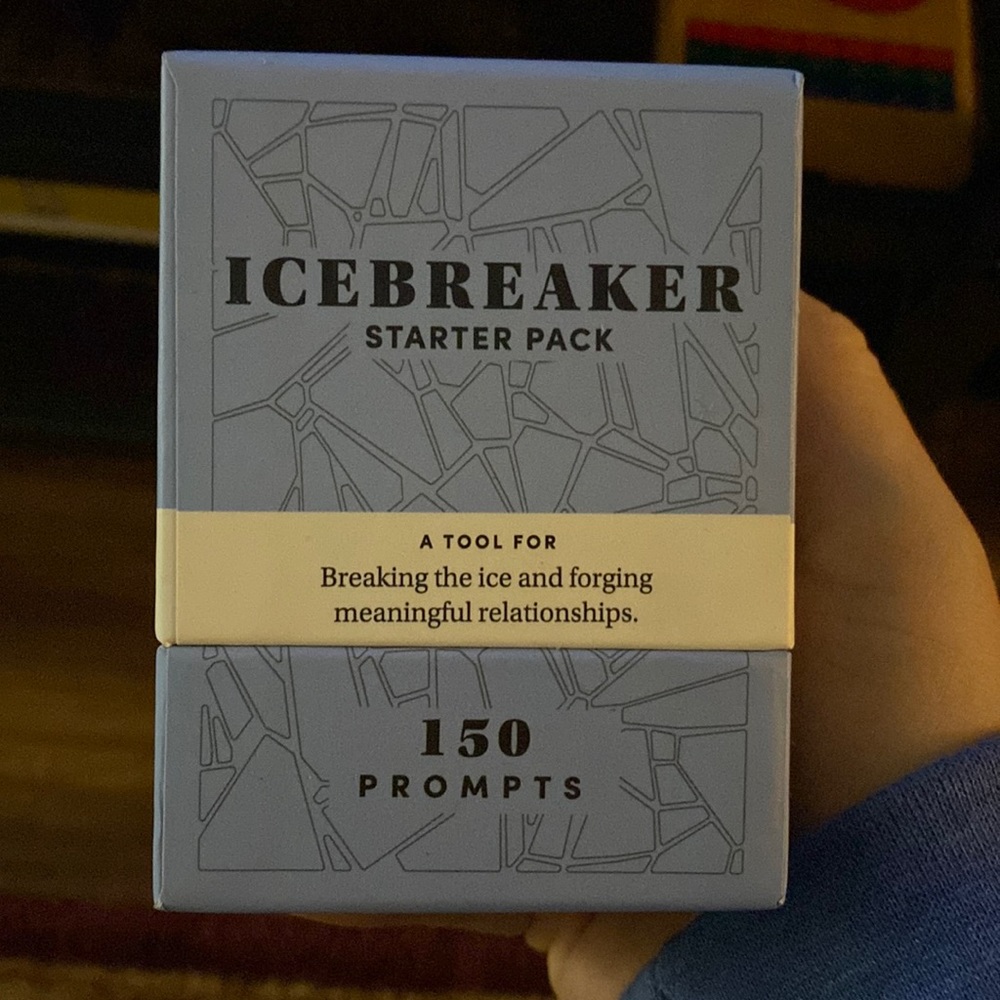 ICEBREAKER
STARTER PACK
A TOOL FOR
Breaking the ice and forging
meaningful relationships.
150
PROMPTS